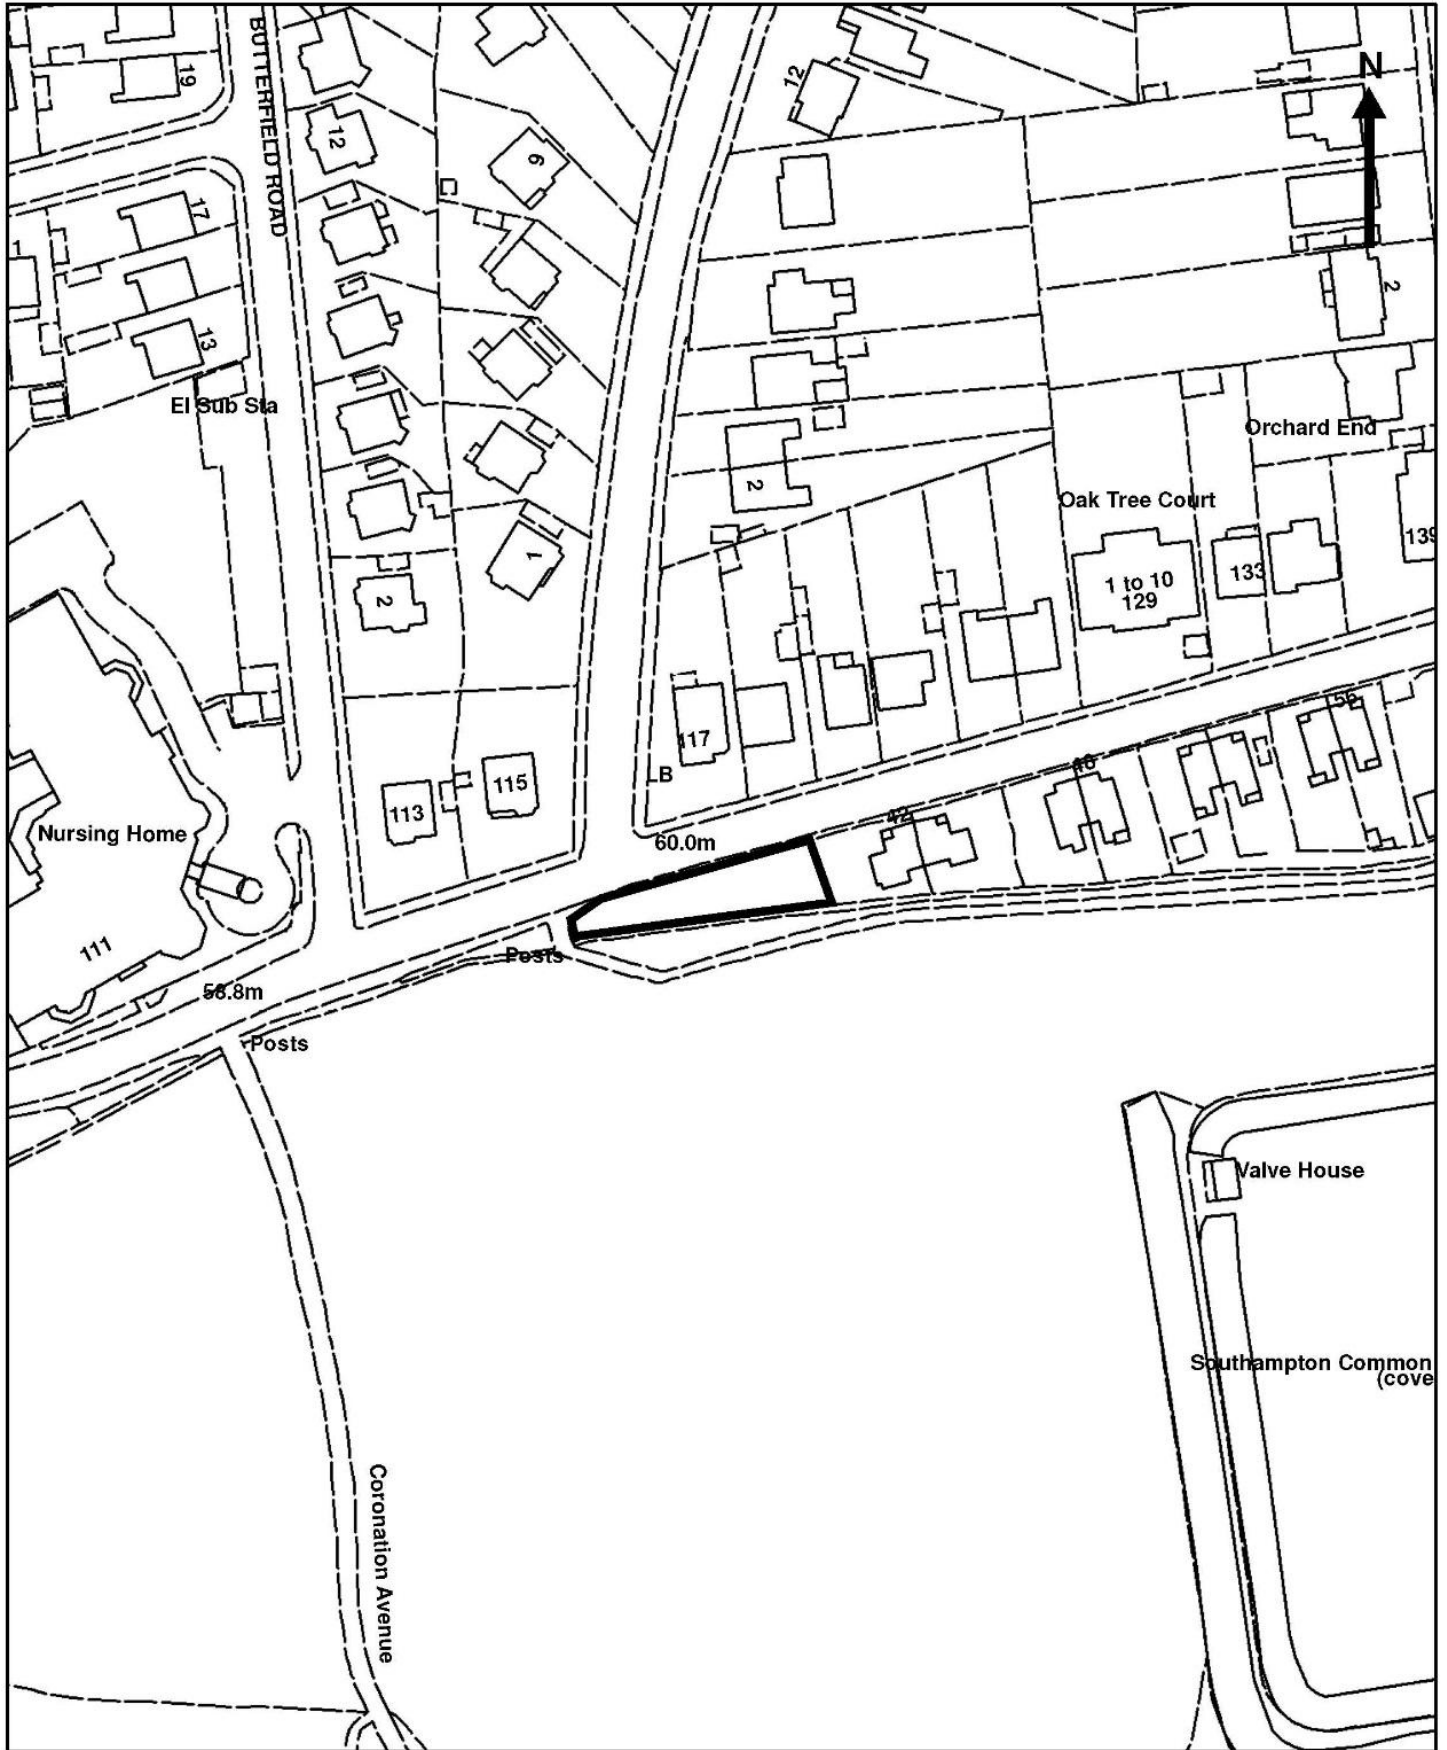 BUTTERFIELD ROAD
19
12
N
12
9
17
1
13
2
El Sub Sta
Orchard End
2
Oak Tree Court
139
1
2
1 to 10
129
133
56
117
LB
46
115
113
42
Nursing Home
60.0m
111
Posts
58.8m
Posts
Valve House
Southampton Common
(cove
Coronation Avenue